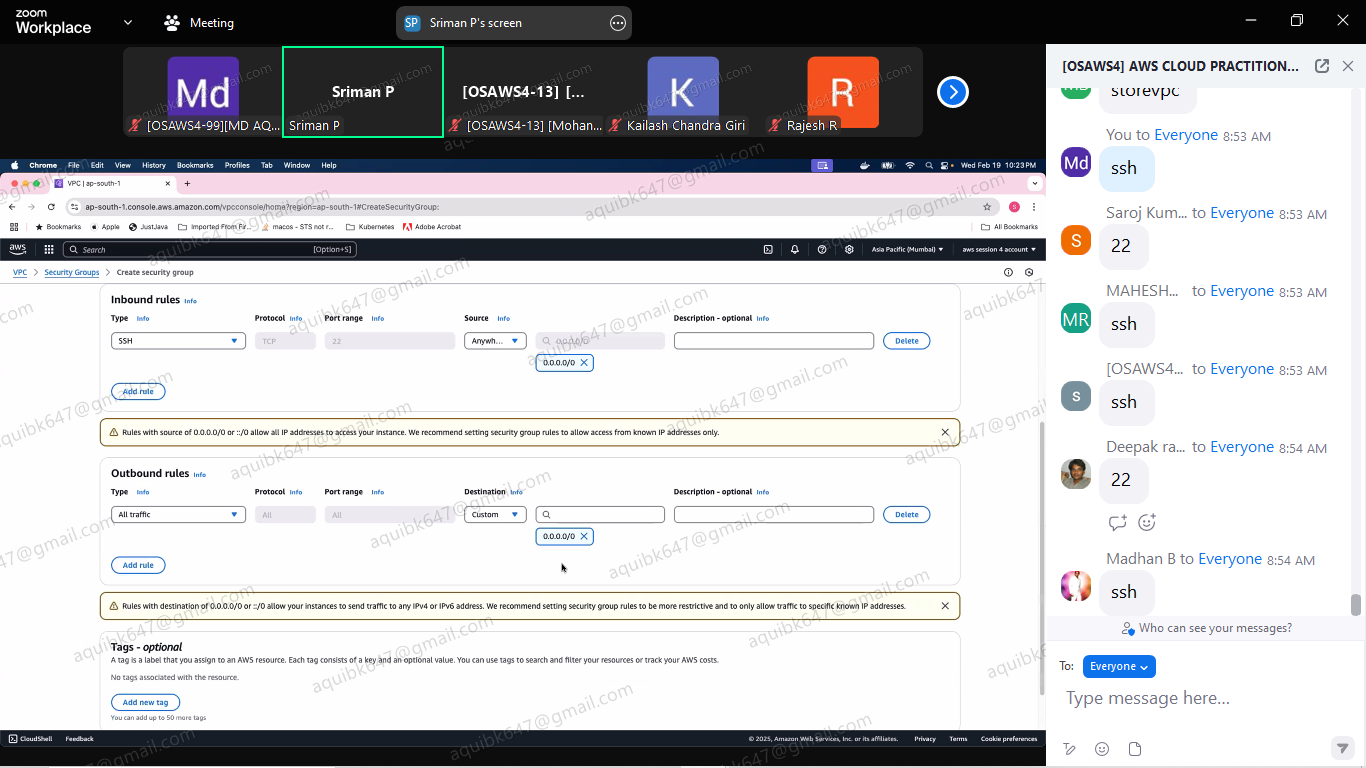 zoom
Workplace
Meeting
SP Sriman P's screen
Md
[OSAWS4-99][MD AQ...
Sriman P
Sriman P
[OSAWS4-13] [...
[OSAWS4-13] [Mohan...
K
Kailash Chandra Giri
R
Rajesh R
Chrome File Edit View History Bookmarks Profiles Tab Window Help
Wed Feb 19 10:23PM
VPC | ap-south-1
ap-south-1.console.aws.amazon.com/vpcconsole/home?region=ap-south-1#CreateSecurityGroup:
S
Bookmarks Apple JustJava Imported From Fir... macos - STS not r... Kubernetes Adobe Acrobat All Bookmarks
aws Search [Option+S] Asia Pacific (Mumbai) aws session 4 account
VPC > Security Groups > Create security group
Inbound rules Info
Type Info Protocol Info Port range Info Source Info Description - optional Info
SSH TCP 22 Anywh... 0.0.0.0/0 Delete
0.0.0.0/0
Add rule
Rules with source of 0.0.0.0/0 or ::/0 allow all IP addresses to access your instance. We recommend setting security group rules to allow access from known IP addresses only.
Outbound rules Info
Type Info Protocol Info Port range Info Destination Info Description - optional Info
All traffic All All Custom Delete
0.0.0.0/0
Add rule
Rules with destination of 0.0.0.0/0 or ::/0 allow your instances to send traffic to any IPv4 or IPv6 address. We recommend setting security group rules to be more restrictive and to only allow traffic to specific known IP addresses.
Tags - optional
A tag is a label that you assign to an AWS resource. Each tag consists of a key and an optional value. You can use tags to search and filter your resources or track your AWS costs.
No tags associated with the resource.
Add new tag
You can add up to 50 more tags
CloudShell Feedback © 2025, Amazon Web Services, Inc. or its affiliates. Privacy Terms Cookie preferences
aquibk647@gmail.com
[OSAWS4] AWS CLOUD PRACTITION...
storevpc
You to Everyone 8:53 AM
Md
ssh
Saroj Kum... to Everyone 8:53 AM
S
22
MAHESH... to Everyone 8:53 AM
MR
ssh
[OSAWS4... to Everyone 8:53 AM
S
ssh
Deepak ra... to Everyone 8:54 AM
22
Madhan B to Everyone 8:54 AM
ssh
Who can see your messages?
To: Everyone
Type message here...